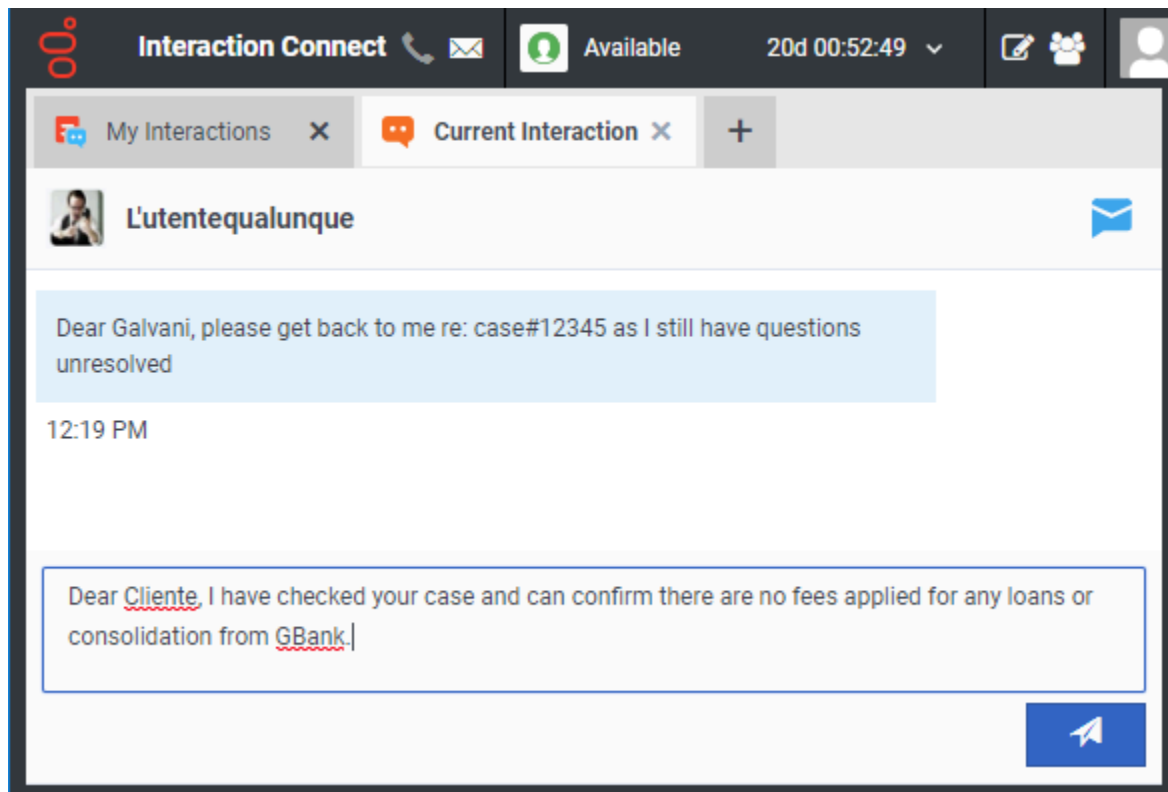 Interaction Connect Available 20d 00:52:49
My Interactions Current Interaction
L'utentequalunque
Dear Galvani, please get back to me re: case#12345 as I still have questions
unresolved
12:19 PM
Dear Cliente, I have checked your case and can confirm there are no fees applied for any loans or
consolidation from GBank.